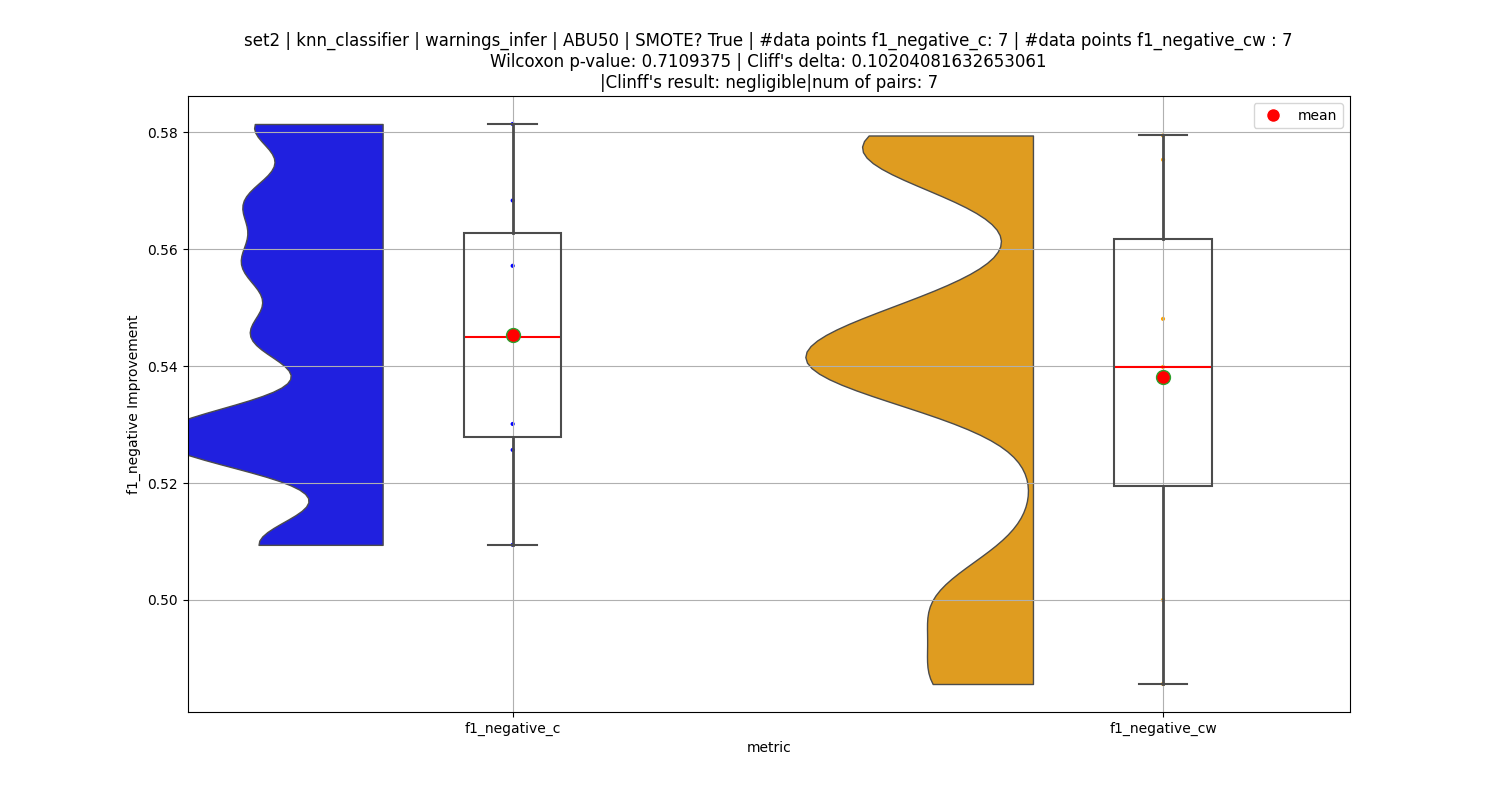 set2 | knn_classifier | warnings_infer | ABU50 | SMOTE? True | #data points f1_negative_c: 7 | #data points f1_negative_cw : 7
Wilcoxon p-value: 0.7109375 | Cliff's delta: 0.10204081632653061
|Clinff's result: negligible|num of pairs: 7
mean
0.58
0.56
0.54
0.52
0.50
f1_negative Improvement
f1_negative_c
f1_negative_cw
metric